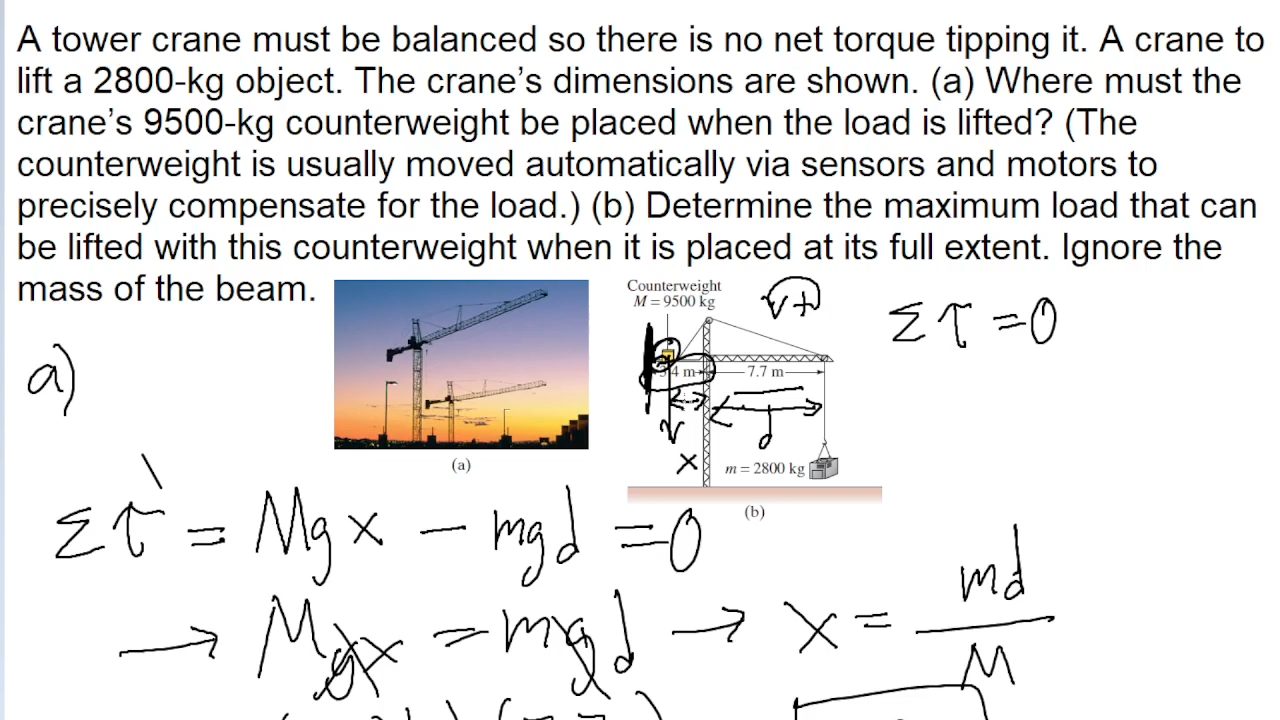 A tower crane must be balanced so there is no net torque tipping it. A crane to
lift a 2800-kg object. The crane’s dimensions are shown. (a) Where must the
crane’s 9500-kg counterweight be placed when the load is lifted? (The
counterweight is usually moved automatically via sensors and motors to
precisely compensate for the load.) (b) Determine the maximum load that can
be lifted with this counterweight when it is placed at its full extent. Ignore the
mass of the beam.
Counterweight
M = 9500 kg
+
Στ = 0
a)
4 m
7.7 m
d
x
m = 2800 kg
(a)
(b)
Στ = Mgx - mgd = 0
→ Mgx = mgd → x = md
M